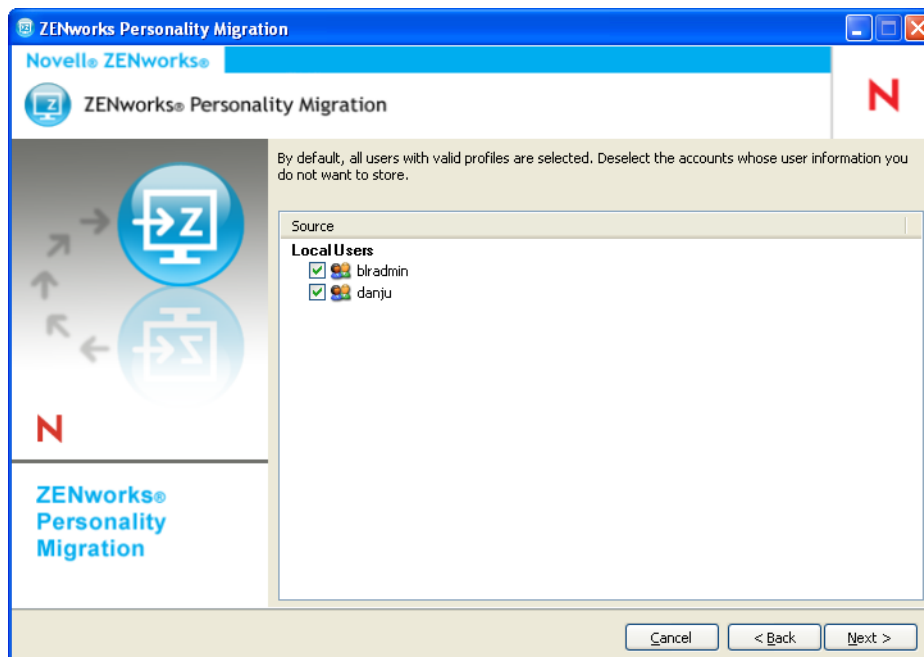 ZENworks Personality Migration
Novell® ZENworks®
ZENworks® Personality Migration
N
By default, all users with valid profiles are selected. Deselect the accounts whose user information you
do not want to store.
Source
Local Users
blradmin
danju
Z
N
ZENworks®
Personality
Migration
Cancel
< Back
Next >